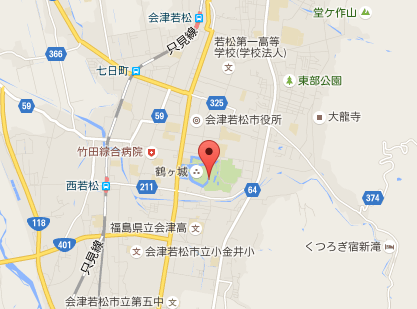 堂ケ作山
会津若松
只見線
若松第一高等
学校(学校法人)
366
七日町
東部公園
59
325
59
会津若松市役所
大龍寺
竹田綜合病院
鶴ヶ城
西若松
211
64
374
118
福島県立会津高
401
くつろぎ宿新滝
会津若松市立小金井小
只見線
会津若松市立第五中